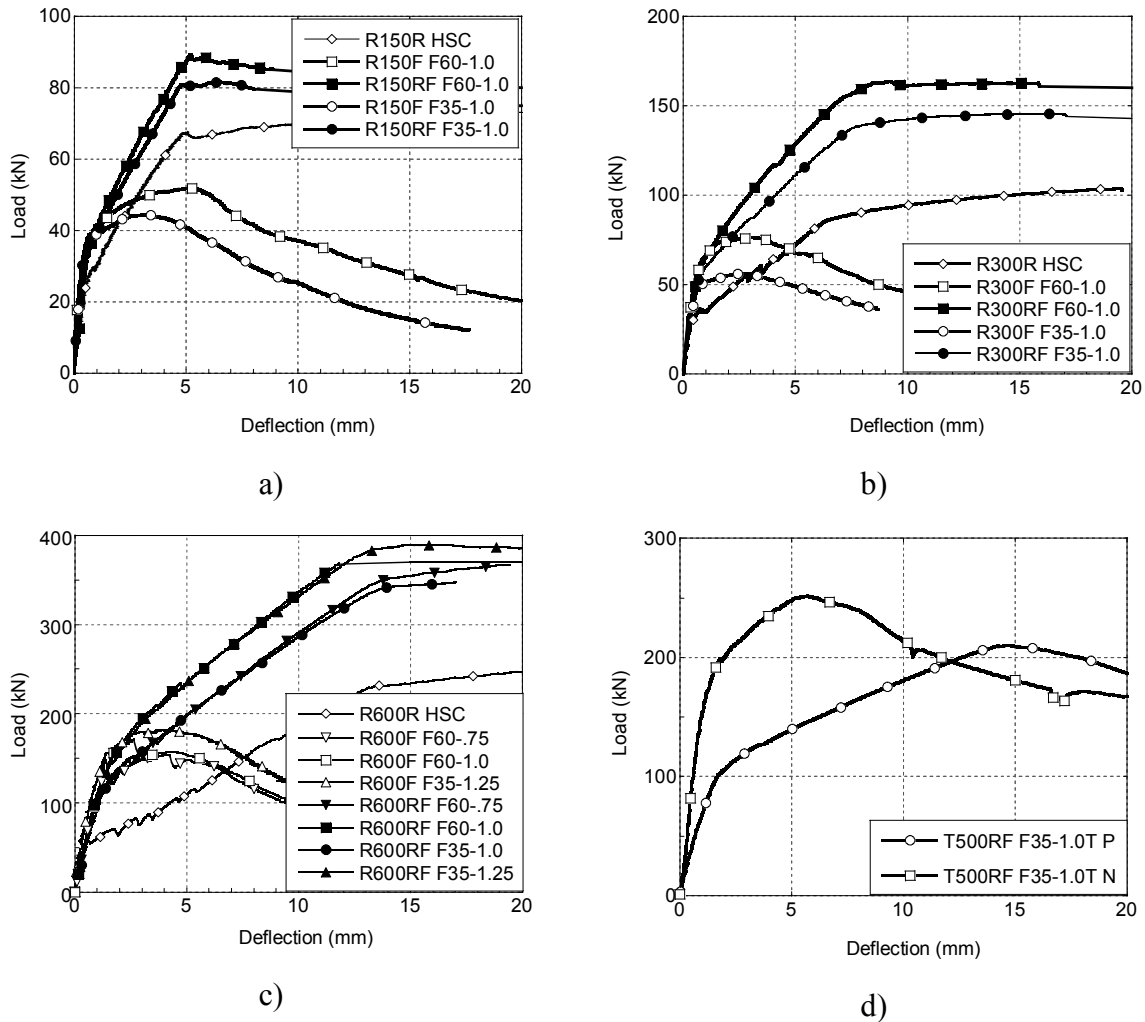 100
80
60
40
20
0
Load (kN)
0 5 10 15 20
Deflection (mm)
R150R HSC
R150F F60-1.0
R150RF F60-1.0
R150F F35-1.0
R150RF F35-1.0
a)
200
150
100
50
0
Load (kN)
0 5 10 15 20
Deflection (mm)
R300R HSC
R300F F60-1.0
R300RF F60-1.0
R300F F35-1.0
R300RF F35-1.0
b)
400
350
300
250
200
150
100
50
0
Load (kN)
0 5 10 15 20
Deflection (mm)
R600R HSC
R600F F60-.75
R600F F60-1.0
R600F F35-1.25
R600RF F60-.75
R600RF F60-1.0
R600RF F35-1.0
R600RF F35-1.25
c)
300
200
100
0
Load (kN)
0 5 10 15 20
Deflection (mm)
T500RF F35-1.0T P
T500RF F35-1.0T N
d)